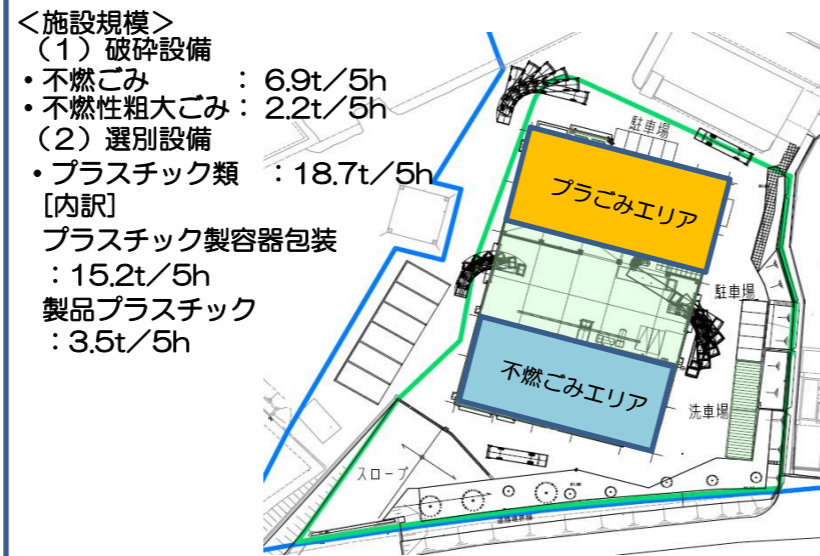 ＜施設規模＞
（1）破砕設備
・不燃ごみ　　　：6.9t／5h
・不燃性粗大ごみ：2.2t／5h
（2）選別設備
・プラスチック類　：18.7t／5h
[内訳]
プラスチック製容器包装
：15.2t／5h
製品プラスチック
：3.5t／5h
駐車場
プラごみエリア
駐車場
不燃ごみエリア
洗車場
スロープ